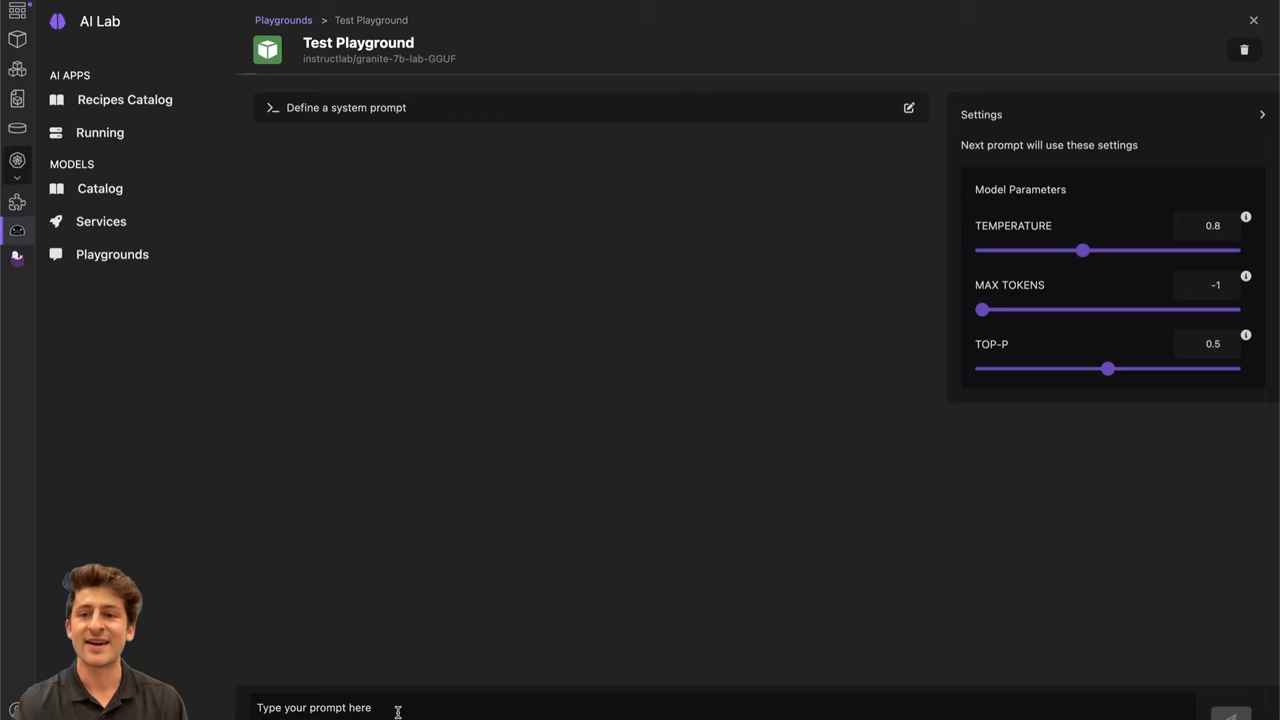 AI Lab
AI APPS
Recipes Catalog
Running
MODELS
Catalog
Services
Playgrounds
Playgrounds > Test Playground
Test Playground
instructlab/granite-7b-lab-GGUF
Define a system prompt
Settings
Next prompt will use these settings
Model Parameters
TEMPERATURE 0.8
MAX TOKENS -1
TOP-P 0.5
Type your prompt here